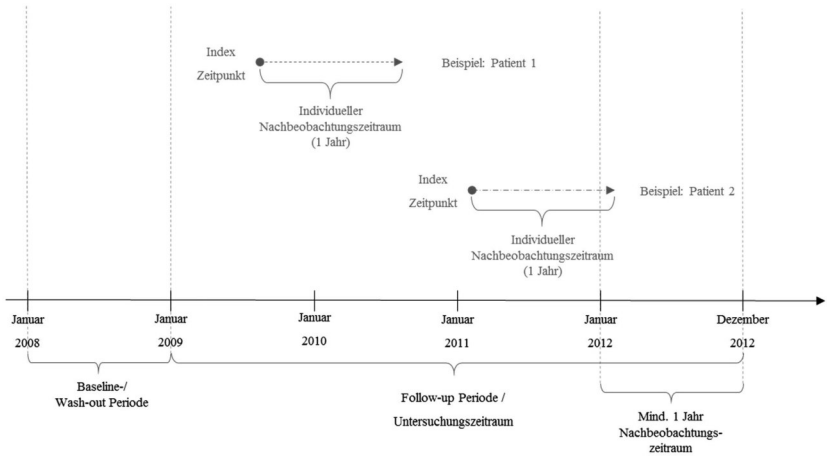 Index
Zeitpunkt
Beispiel: Patient 1
Individueller
Nachbeobachtungszeitraum
(1 Jahr)
Index
Zeitpunkt
Beispiel: Patient 2
Individueller
Nachbeobachtungszeitraum
(1 Jahr)
Januar
2008
Januar
2009
Januar
2010
Januar
2011
Januar
2012
Dezember
2012
Baseline-/
Wash-out Periode
Follow-up Periode /
Untersuchungszeitraum
Mind. 1 Jahr
Nachbeobachtungs-
zeitraum